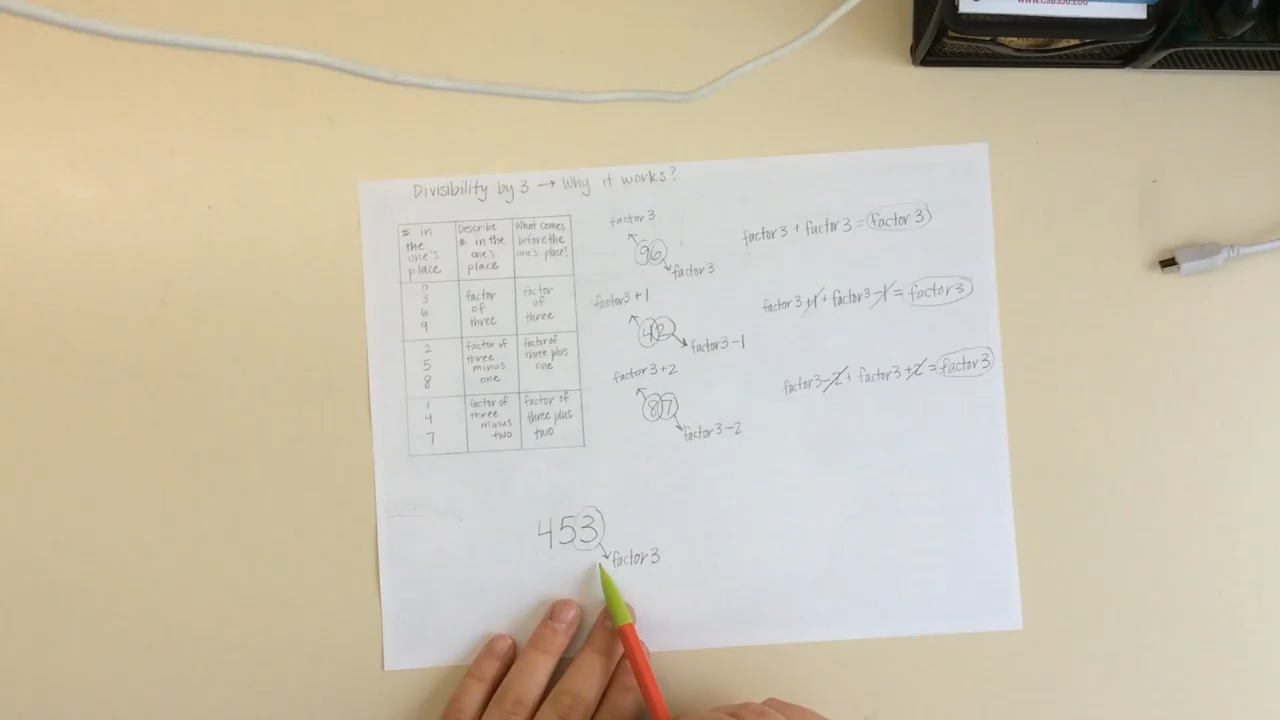 Divisibility by 3 → Why it works?
# in
the
one's
place
Describe
# in the
one's
place
What comes
before the
one's place?
0
3
6
9
factor
of
three
factor
of
three
2
5
8
factor of
three
minus
one
factor of
three plus
one
1
4
7
factor of
three
minus
two
factor of
three plus
two
factor 3
96
factor 3
factor 3 + 1
42
factor 3 - 1
factor 3 + 2
87
factor 3 - 2
factor 3 + factor 3 = factor 3
factor 3 + 1 + factor 3 - 1 = factor 3
factor 3 - 2 + factor 3 + 2 = factor 3
453
factor 3